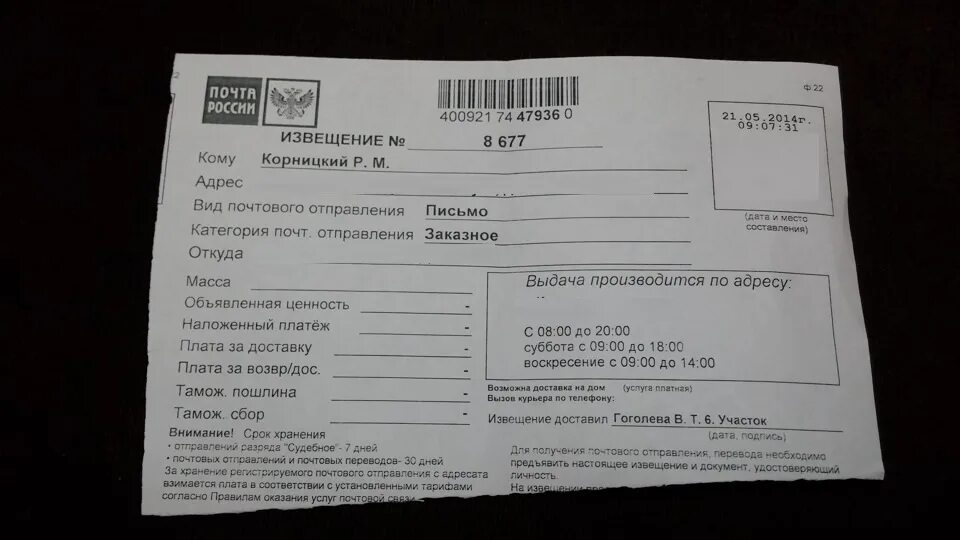 ПОЧТА
РОССИИ
40092174 47936 0
ИЗВЕЩЕНИЕ № 8 677
Ф.22
21.05.2014г.
09:07:31
(дата и место
составления)
Кому Корницкий Р. М.
Адрес
Вид почтового отправления Письмо
Категория почт. отправления Заказное
Откуда
Масса
Объявленная ценность -
Наложенный платёж -
Плата за доставку -
Плата за возвр/дос. -
Тамож. пошлина -
Тамож. сбор -
Внимание! Срок хранения
• отправлений разряда "Судебное"- 7 дней
• почтовых отправлений и почтовых переводов- 30 дней
За хранение регистрируемого почтового отправления с адресата
взимается плата в соответствии с установленными тарифами
согласно Правилам оказания услуг почтовой связи
Выдача производится по адресу:
С 08:00 до 20:00
суббота с 09:00 до 18:00
воскресение с 09:00 до 14:00
Возможна доставка на дом (услуга платная)
Вызов курьера по телефону:
Извещение доставил Гоголева В. Т. 6. Участок
(дата, подпись)
Для получения почтового отправления, перевода необходимо
предъявить настоящее извещение и документ, удостоверяющий
личность.
На извещении